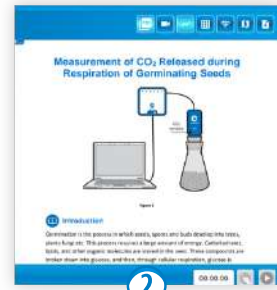 Measurement of CO₂ Released during
Respiration of Germinating Seeds
Figure 1
Introduction
Germination is the process in which seeds, spores and buds develop into trees,
plants fungi etc. This process requires a large amount of energy. Carbohydrates,
lipids, and other organic molecules are stored in the seed. These compounds are
broken down into glucose, and then, through cellular respiration, glucose is
00:00:00
2